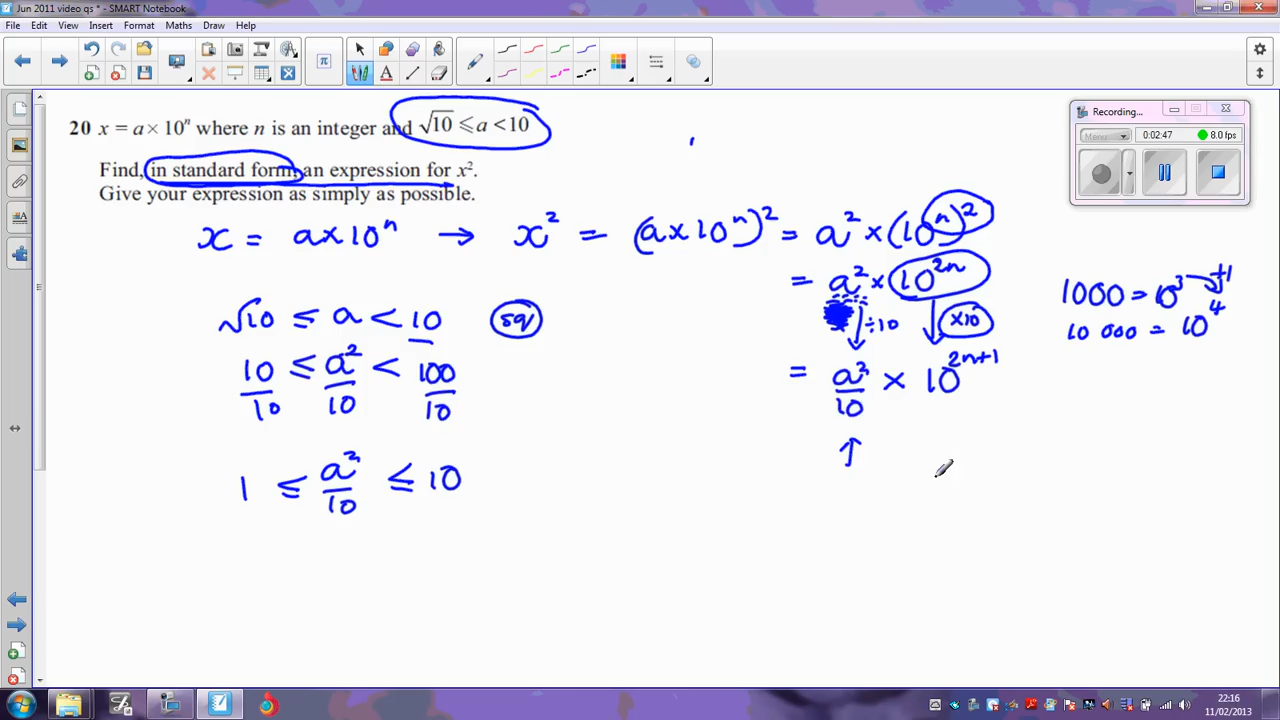 Jun 2011 video qs * - SMART Notebook
File Edit View Insert Format Maths Draw Help
20 x = a × 10ⁿ where n is an integer and √10 ⩽ a < 10
Find, in standard form, an expression for x².
Give your expression as simply as possible.
Recording...
Menu 0:02:47 8.0 fps
x = a×10ⁿ → x² = (a×10ⁿ)² = a² × (10ⁿ)²
= a² × 10²ⁿ
÷10 ×10
= a²/10 × 10²ⁿ⁺¹
↑
√10 ≤ a < 10 sq
10/10 ≤ a²/10 < 100/10
1 ≤ a²/10 ≤ 10
1000 = 10³ +1
10 000 = 10⁴
22:16
11/02/2013